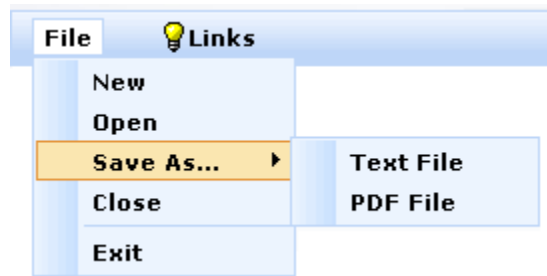 File Links
New
Open
Save As... Text File
Close PDF File
Exit